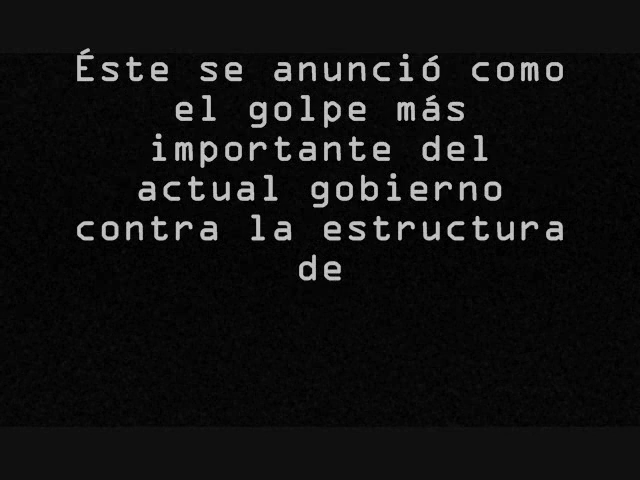 Éste se anunció como
el golpe más
importante del
actual gobierno
contra la estructura
de